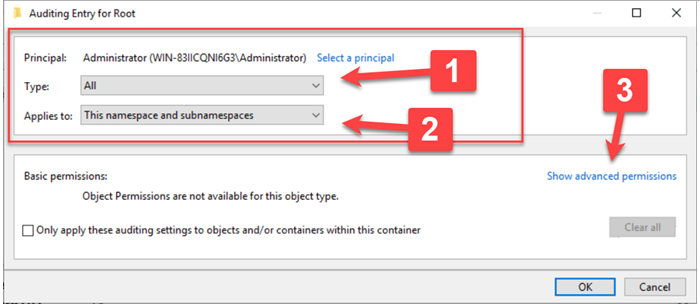 Auditing Entry for Root
Principal: Administrator (WIN-83IICQNI6G3\Administrator) Select a principal
1
Type: All
Applies to: This namespace and subnamespaces
2
3
Basic permissions: Show advanced permissions
Object Permissions are not available for this object type.
Only apply these auditing settings to objects and/or containers within this container
Clear all
OK Cancel